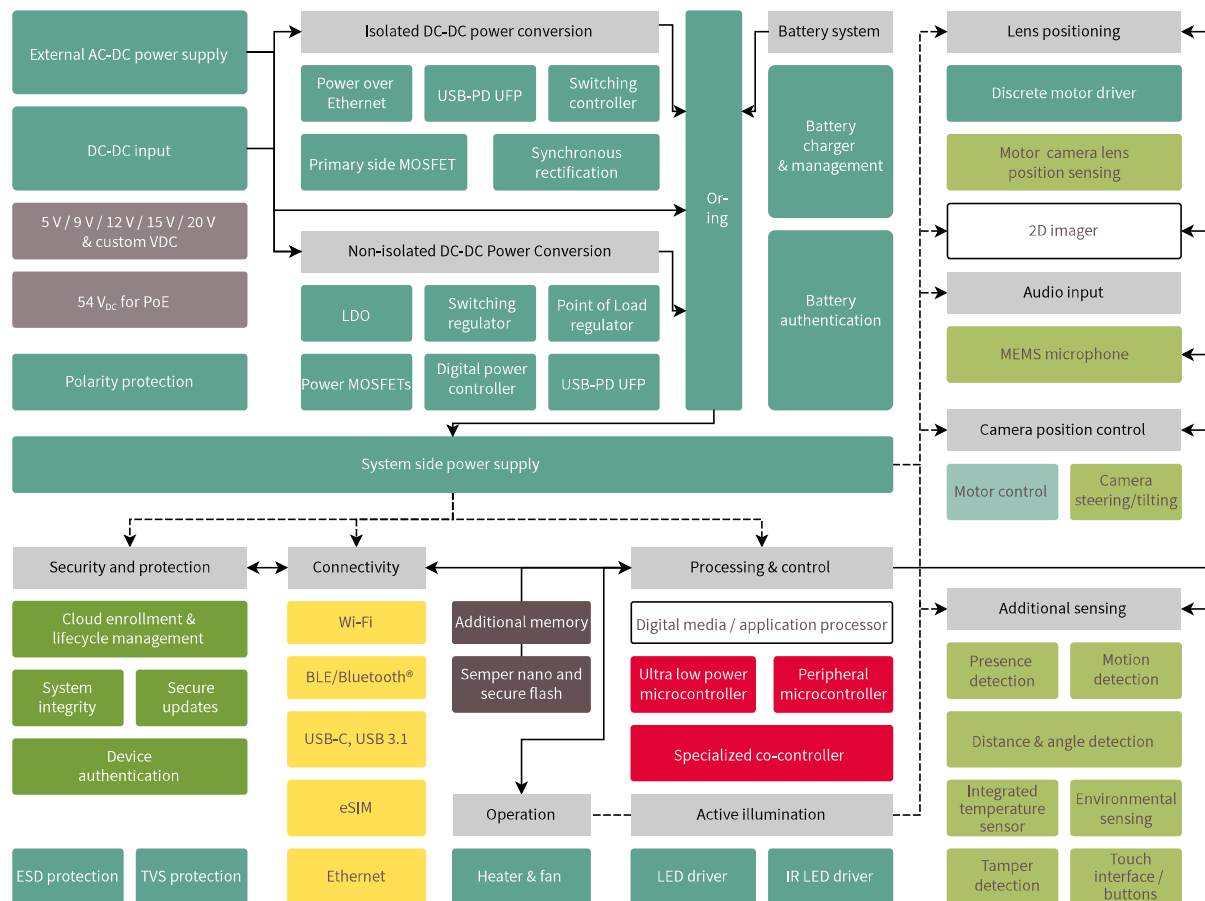 External AC-DC power supply
DC-DC input
5 V / 9 V / 12 V / 15 V / 20 V
& custom VDC
54 VDC for PoE
Polarity protection
Isolated DC-DC power conversion
Power over
Ethernet
USB-PD UFP
Switching
controller
Primary side MOSFET
Synchronous
rectification
Non-isolated DC-DC Power Conversion
LDO
Switching
regulator
Point of Load
regulator
Power MOSFETs
Digital power
controller
USB-PD UFP
Or-
ing
Battery system
Battery
charger
& management
Battery
authentication
System side power supply
Lens positioning
Discrete motor driver
Motor camera lens
position sensing
2D imager
Audio input
MEMS microphone
Camera position control
Motor control
Camera
steering/tilting
Security and protection
Cloud enrollment &
lifecycle management
System
integrity
Secure
updates
Device
authentication
ESD protection
TVS protection
Connectivity
Wi-Fi
BLE/Bluetooth®
USB-C, USB 3.1
eSIM
Ethernet
Additional memory
Semper nano and
secure flash
Operation
Heater & fan
Processing & control
Digital media / application processor
Ultra low power
microcontroller
Peripheral
microcontroller
Specialized co-controller
Active illumination
LED driver
IR LED driver
Additional sensing
Presence
detection
Motion
detection
Distance & angle detection
Integrated
temperature
sensor
Environmental
sensing
Tamper
detection
Touch
interface /
buttons